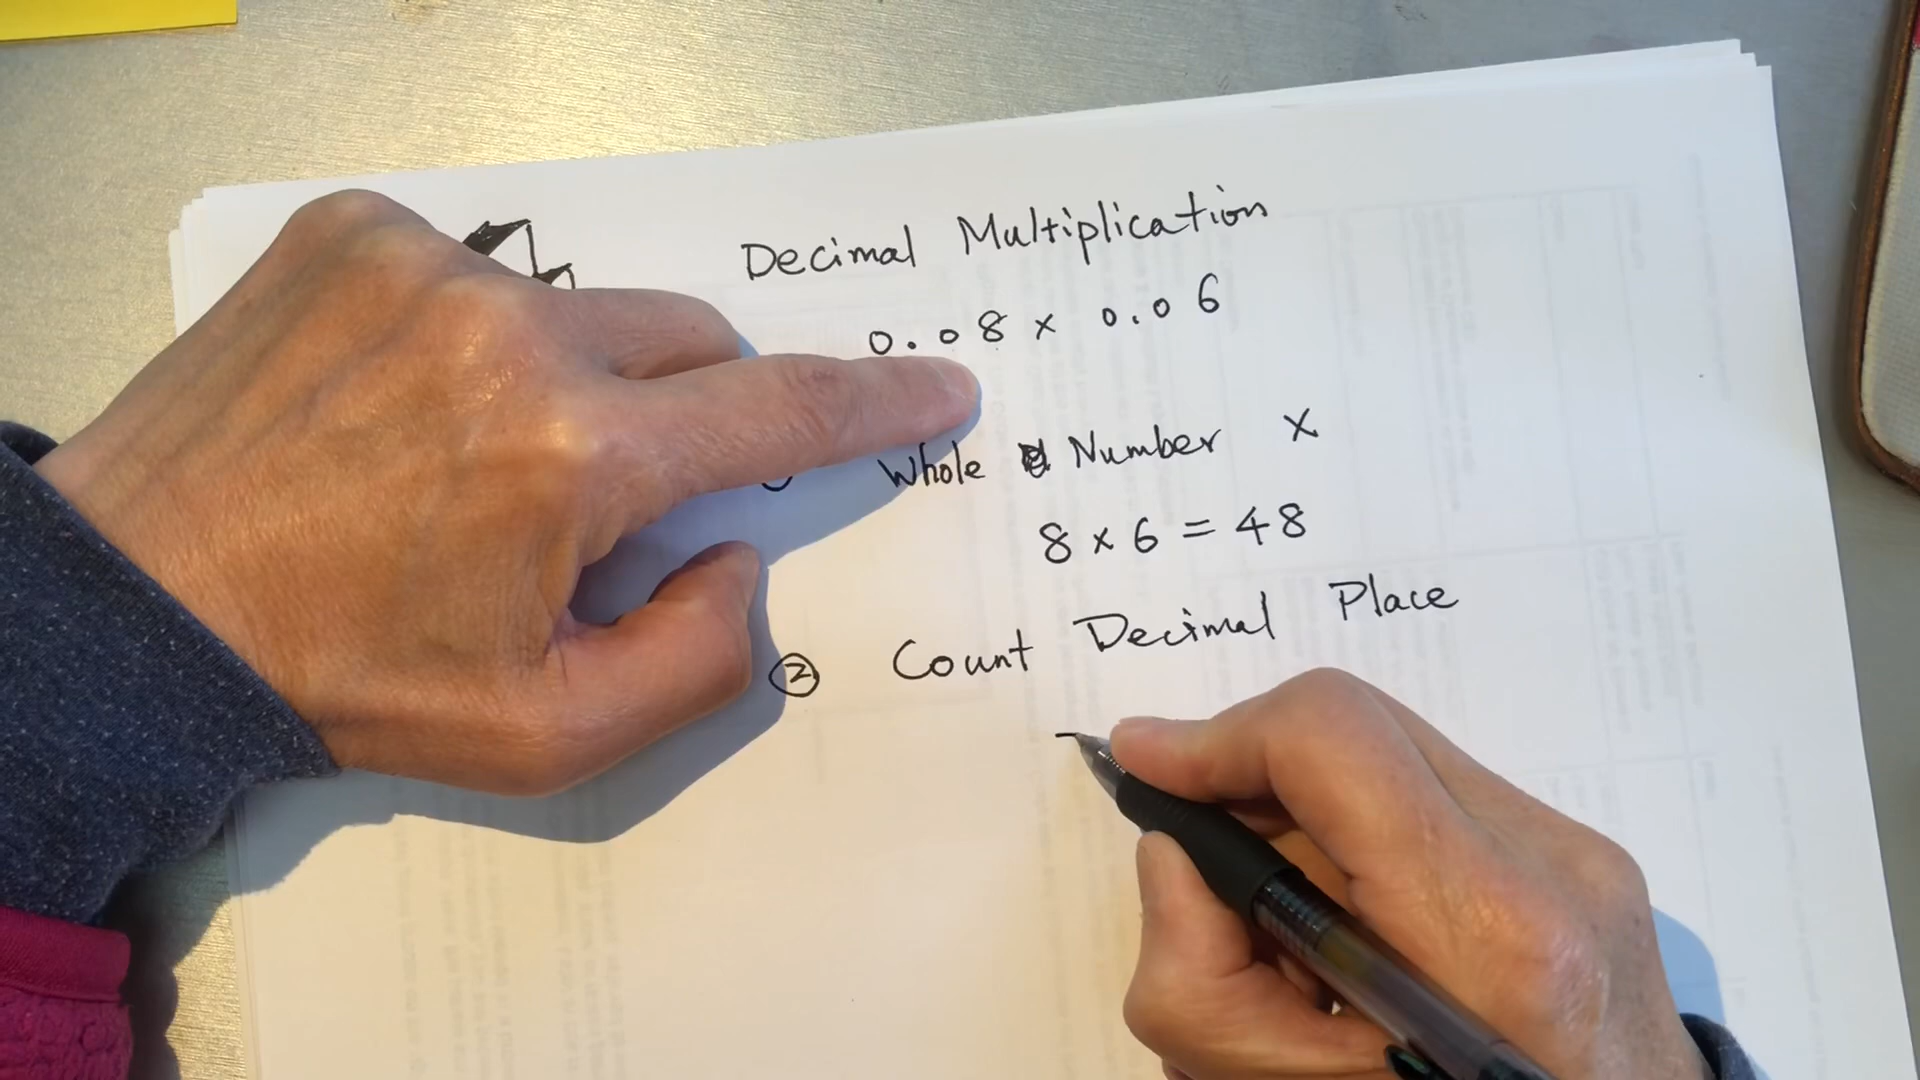 Decimal Multiplication
0.08 × 0.06
Whole Number ×
8 × 6 = 48
② Count Decimal Place